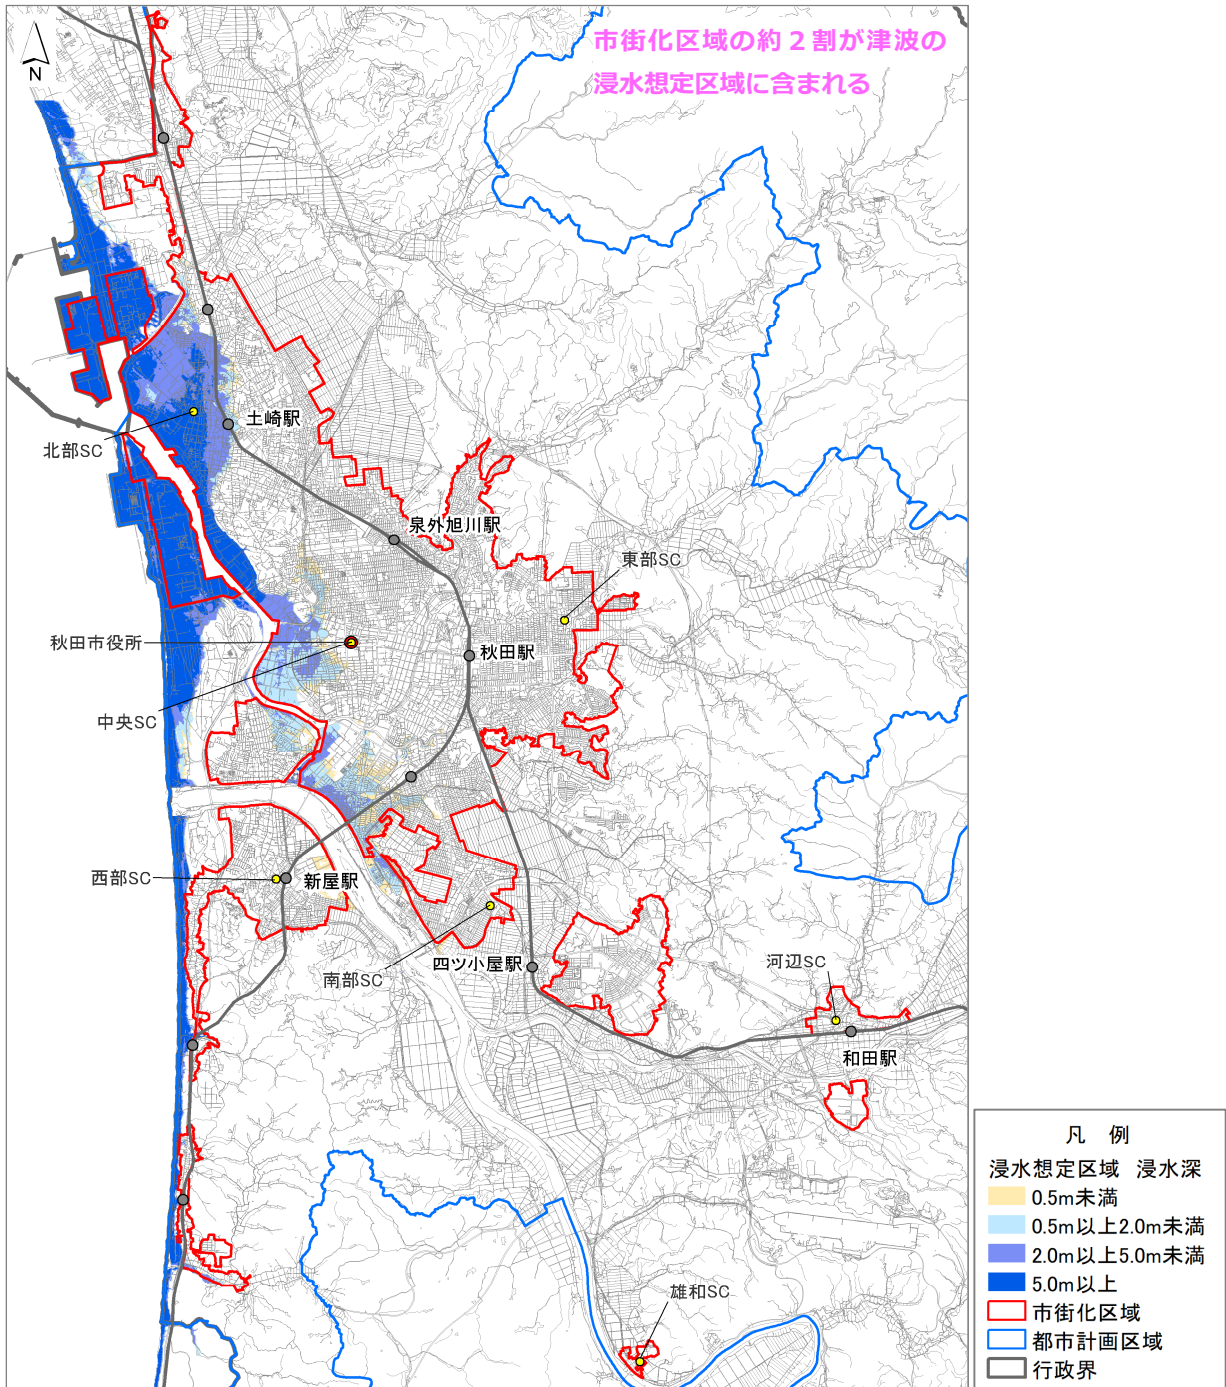 市街化区域の約２割が津波の
浸水想定区域に含まれる
N
土崎駅
北部SC
泉外旭川駅
東部SC
秋田市役所
秋田駅
中央SC
西部SC
新屋駅
南部SC
四ツ小屋駅
河辺SC
和田駅
雄和SC
凡 例
浸水想定区域 浸水深
0.5m未満
0.5m以上2.0m未満
2.0m以上5.0m未満
5.0m以上
市街化区域
都市計画区域
行政界